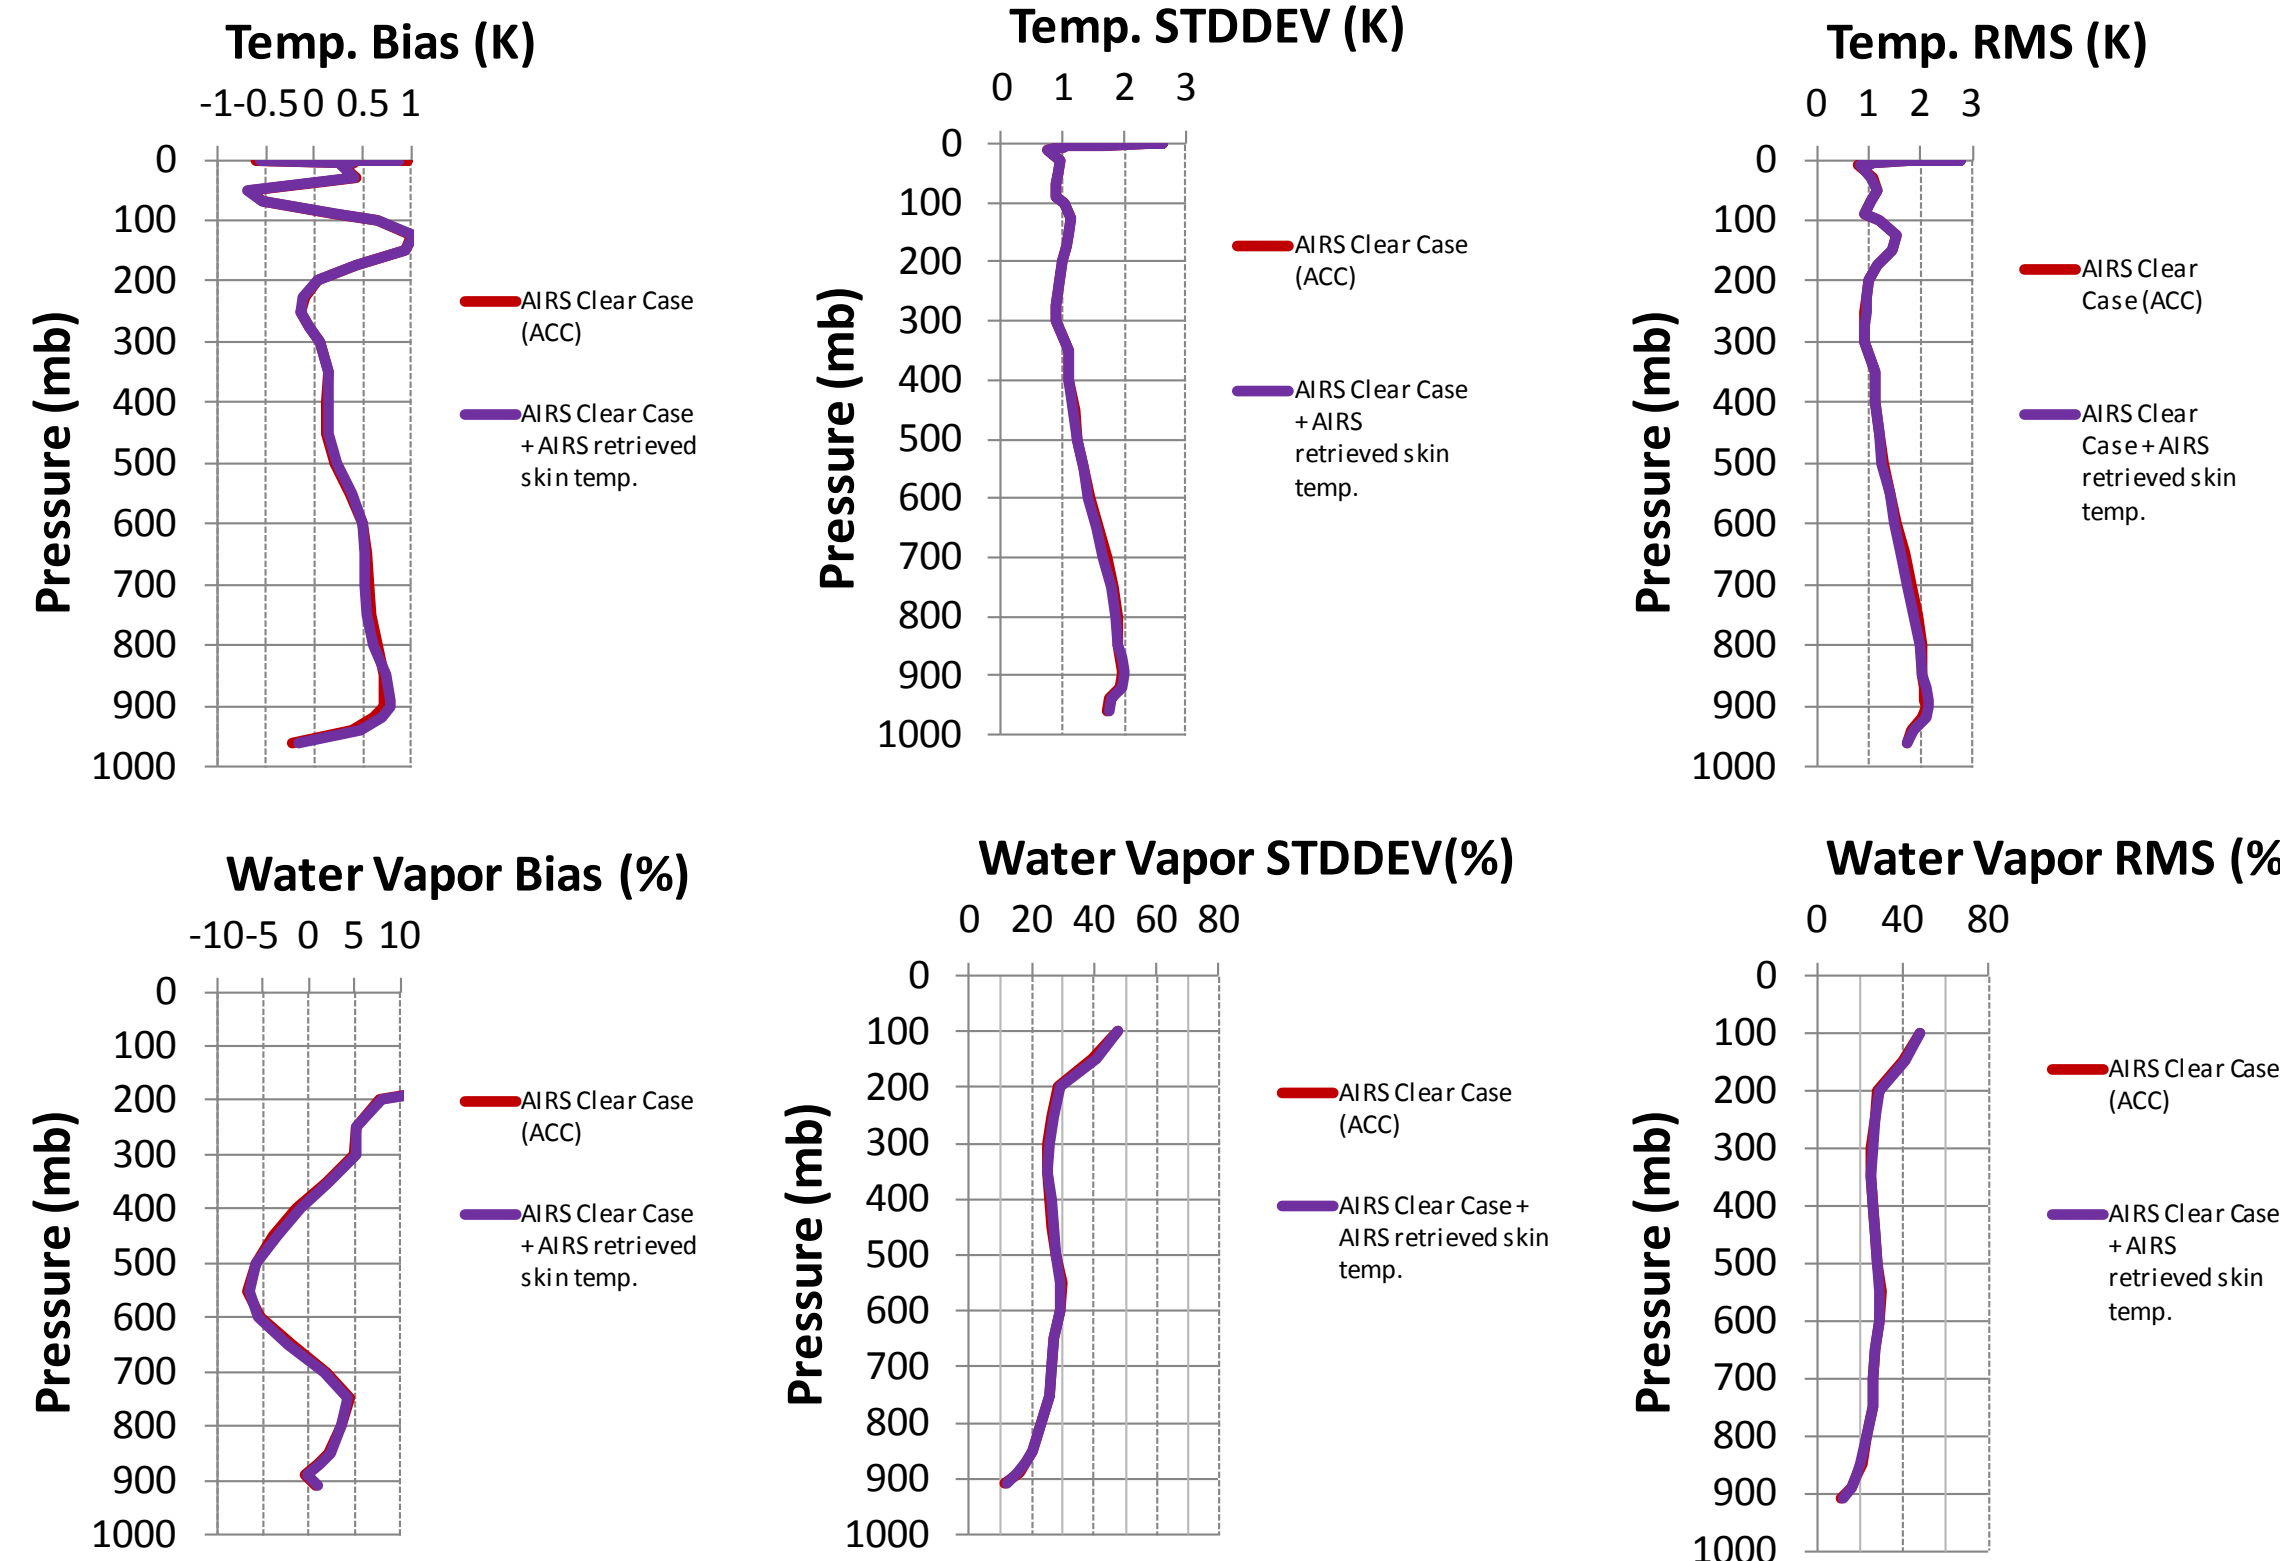 Temp. Bias (K)
-1 -0.5 0 0.5 1
0
100
200
300
400
500
600
700
800
900
1000
Pressure (mb)
AIRS Clear Case
(ACC)
AIRS Clear Case
+ AIRS retrieved
skin temp.
Temp. STDDEV (K)
0 1 2 3
0
100
200
300
400
500
600
700
800
900
1000
Pressure (mb)
AIRS Clear Case
(ACC)
AIRS Clear Case
+ AIRS
retrieved skin
temp.
Temp. RMS (K)
0 1 2 3
0
100
200
300
400
500
600
700
800
900
1000
Pressure (mb)
AIRS Clear
Case (ACC)
AIRS Clear
Case + AIRS
retrieved skin
temp.
Water Vapor Bias (%)
-10 -5 0 5 10
0
100
200
300
400
500
600
700
800
900
1000
Pressure (mb)
AIRS Clear Case
(ACC)
AIRS Clear Case
+ AIRS retrieved
skin temp.
Water Vapor STDDEV(%)
0 20 40 60 80
0
100
200
300
400
500
600
700
800
900
1000
Pressure (mb)
AIRS Clear Case
(ACC)
AIRS Clear Case +
AIRS retrieved skin
temp.
Water Vapor RMS (%
0 40 80
0
100
200
300
400
500
600
700
800
900
1000
Pressure (mb)
AIRS Clear Case
(ACC)
AIRS Clear Case
+ AIRS
retrieved skin
temp.